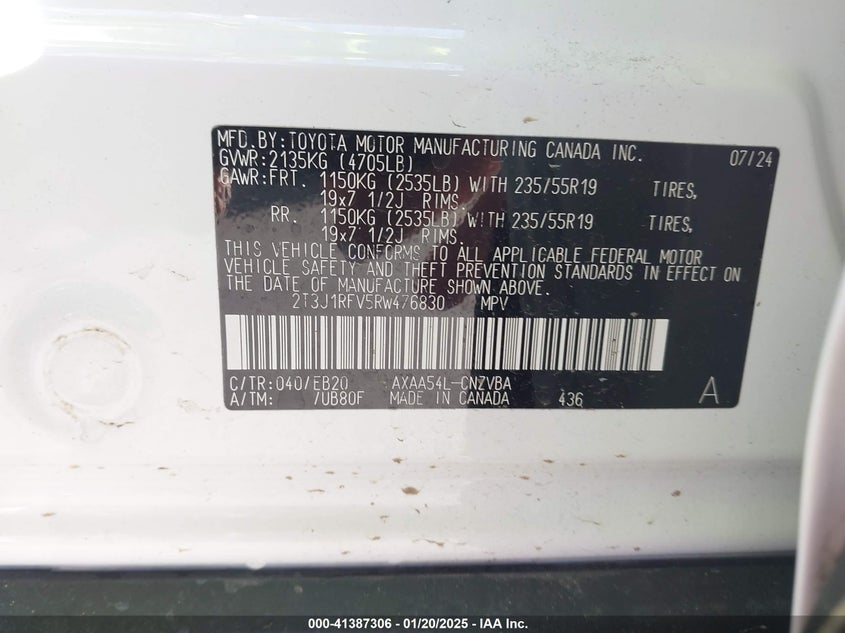 MFD.BY:TOYOTA MOTOR MANUFACTURING CANADA INC. 07/24
GVWR:2135KG (4705LB)
GAWR:FRT. 1150KG (2535LB) WITH 235/55R19 TIRES,
19x7 1/2J RIMS.
RR. 1150KG (2535LB) WITH 235/55R19 TIRES,
19x7 1/2J RIMS.
THIS VEHICLE CONFORMS TO ALL APPLICABLE FEDERAL MOTOR
VEHICLE SAFETY AND THEFT PREVENTION STANDARDS IN EFFECT ON
THE DATE OF MANUFACTURE SHOWN ABOVE.
2T3J1RFV5RW476830 MPV
C/TR:040/EB20 AXAA54L-CNZVBA A
A/TM: /UB80F MADE IN CANADA 436
000-41387306 / 01/20/2025 / IAA Inc.